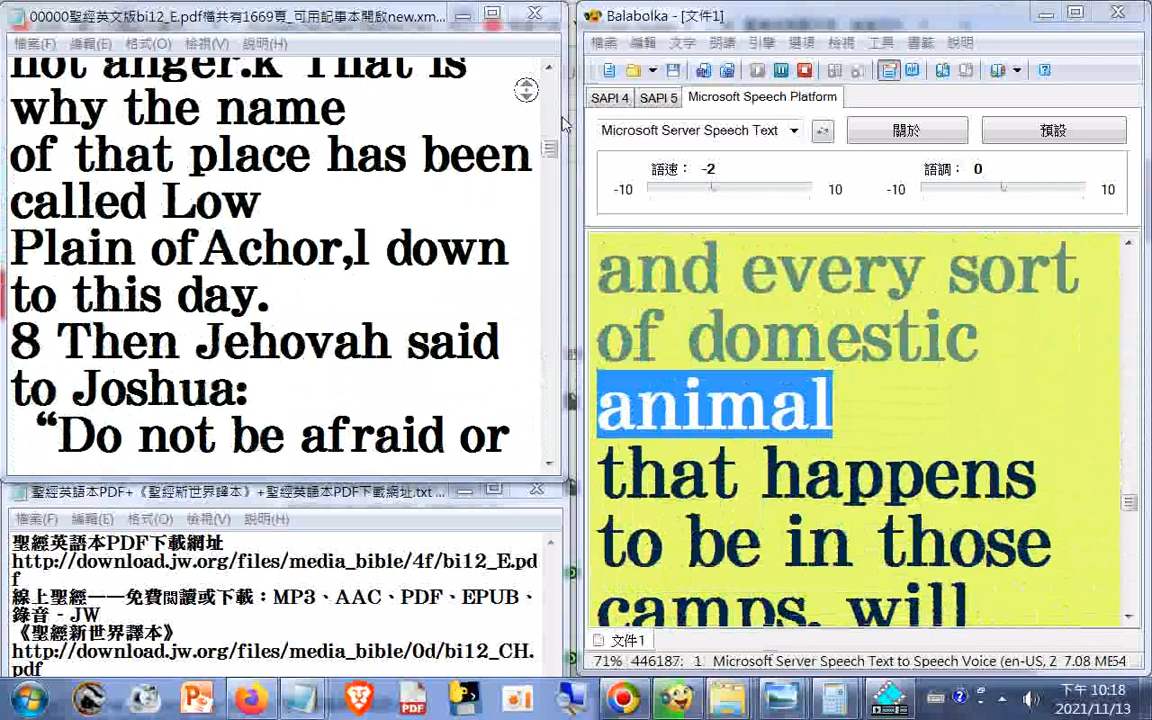 00000聖經英文版bi12_E.pdf檔共有1669頁_可用記事本開啟new.xm...
檔案(F) 編輯(E) 格式(O) 檢視(V) 說明(H)
not anger.k That is
why the name
of that place has been
called Low
Plain ofAchor,l down
to this day.
8 Then Jehovah said
to Joshua:
“Do not be afraid or
聖經英語本PDF+《聖經新世界譯本》+聖經英語本PDF下載網址.txt ...
檔案(F) 編輯(E) 格式(O) 檢視(V) 說明(H)
聖經英語本PDF下載網址
http://download.jw.org/files/media_bible/4f/bi12_E.pd
f
線上聖經——免費閱讀或下載：MP3、AAC、PDF、EPUB、
錄音 - JW
《聖經新世界譯本》
http://download.jw.org/files/media_bible/0d/bi12_CH.
pdf
Balabolka - [文件1]
檔案 編輯 文字 朗讀 引擎 選項 檢視 工具 書籤 說明
SAPI 4 SAPI 5 Microsoft Speech Platform
Microsoft Server Speech Text 關於 預設
語速： -2 語調： 0
-10 10 -10 10
and every sort
of domestic
animal
that happens
to be in those
camps, will
文件1
71% 446187: 1 Microsoft Server Speech Text to Speech Voice (en-US, Z 7.08 ME54
下午 10:18
2021/11/13